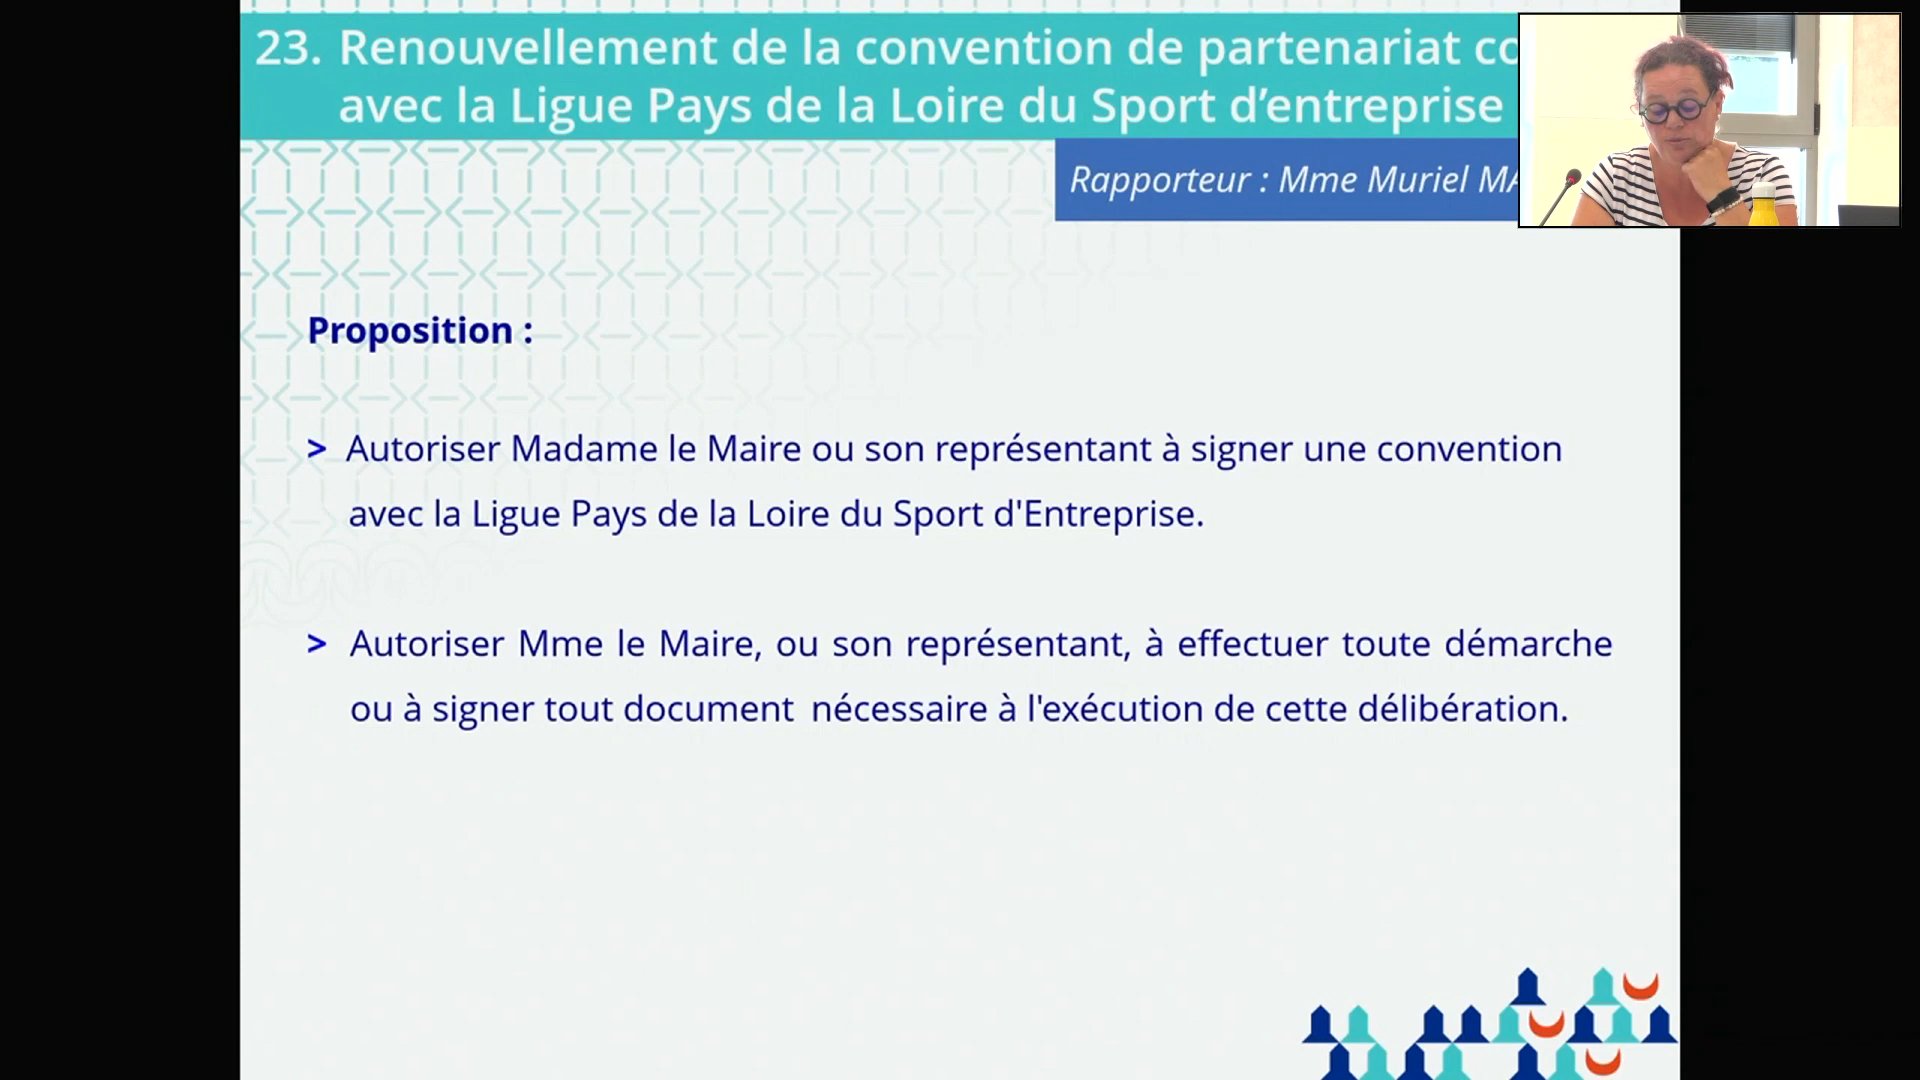 23. Renouvellement de la convention de partenariat
avec la Ligue Pays de la Loire du Sport d’entreprise
Rapporteur : Mme Muriel
Proposition :
> Autoriser Madame le Maire ou son représentant à signer une convention
avec la Ligue Pays de la Loire du Sport d'Entreprise.
> Autoriser Mme le Maire, ou son représentant, à effectuer toute démarche
ou à signer tout document nécessaire à l'exécution de cette délibération.